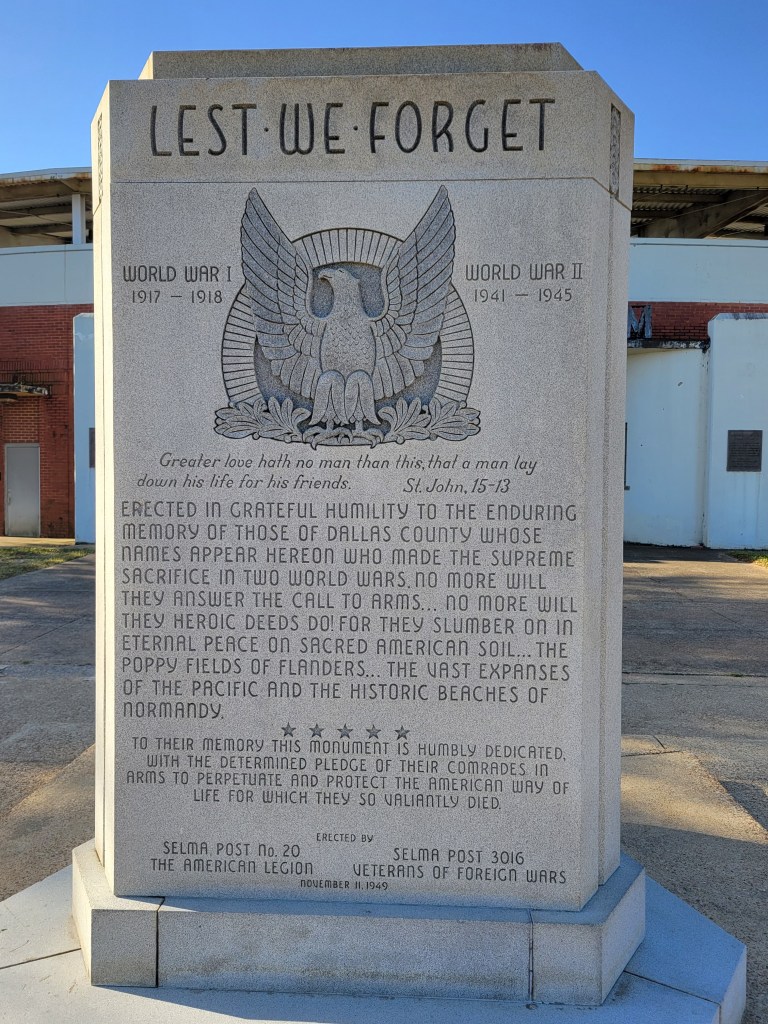 LEST · WE · FORGET
WORLD WAR I
1917 — 1918
WORLD WAR II
1941 — 1945
Greater love hath no man than this, that a man lay
down his life for his friends. St. John, 15-13
ERECTED IN GRATEFUL HUMILITY TO THE ENDURING
MEMORY OF THOSE OF DALLAS COUNTY WHOSE
NAMES APPEAR HEREON WHO MADE THE SUPREME
SACRIFICE IN TWO WORLD WARS. NO MORE WILL
THEY ANSWER THE CALL TO ARMS... NO MORE WILL
THEY HEROIC DEEDS DO! FOR THEY SLUMBER ON IN
ETERNAL PEACE ON SACRED AMERICAN SOIL... THE
POPPY FIELDS OF FLANDERS... THE VAST EXPANSES
OF THE PACIFIC AND THE HISTORIC BEACHES OF
NORMANDY.
TO THEIR MEMORY THIS MONUMENT IS HUMBLY DEDICATED,
WITH THE DETERMINED PLEDGE OF THEIR COMRADES IN
ARMS TO PERPETUATE AND PROTECT THE AMERICAN WAY OF
LIFE FOR WHICH THEY SO VALIANTLY DIED.
ERECTED BY
SELMA, POST No. 20
THE AMERICAN LEGION
SELMA POST 3016
VETERANS OF FOREIGN WARS
NOVEMBER 11, 1949
M